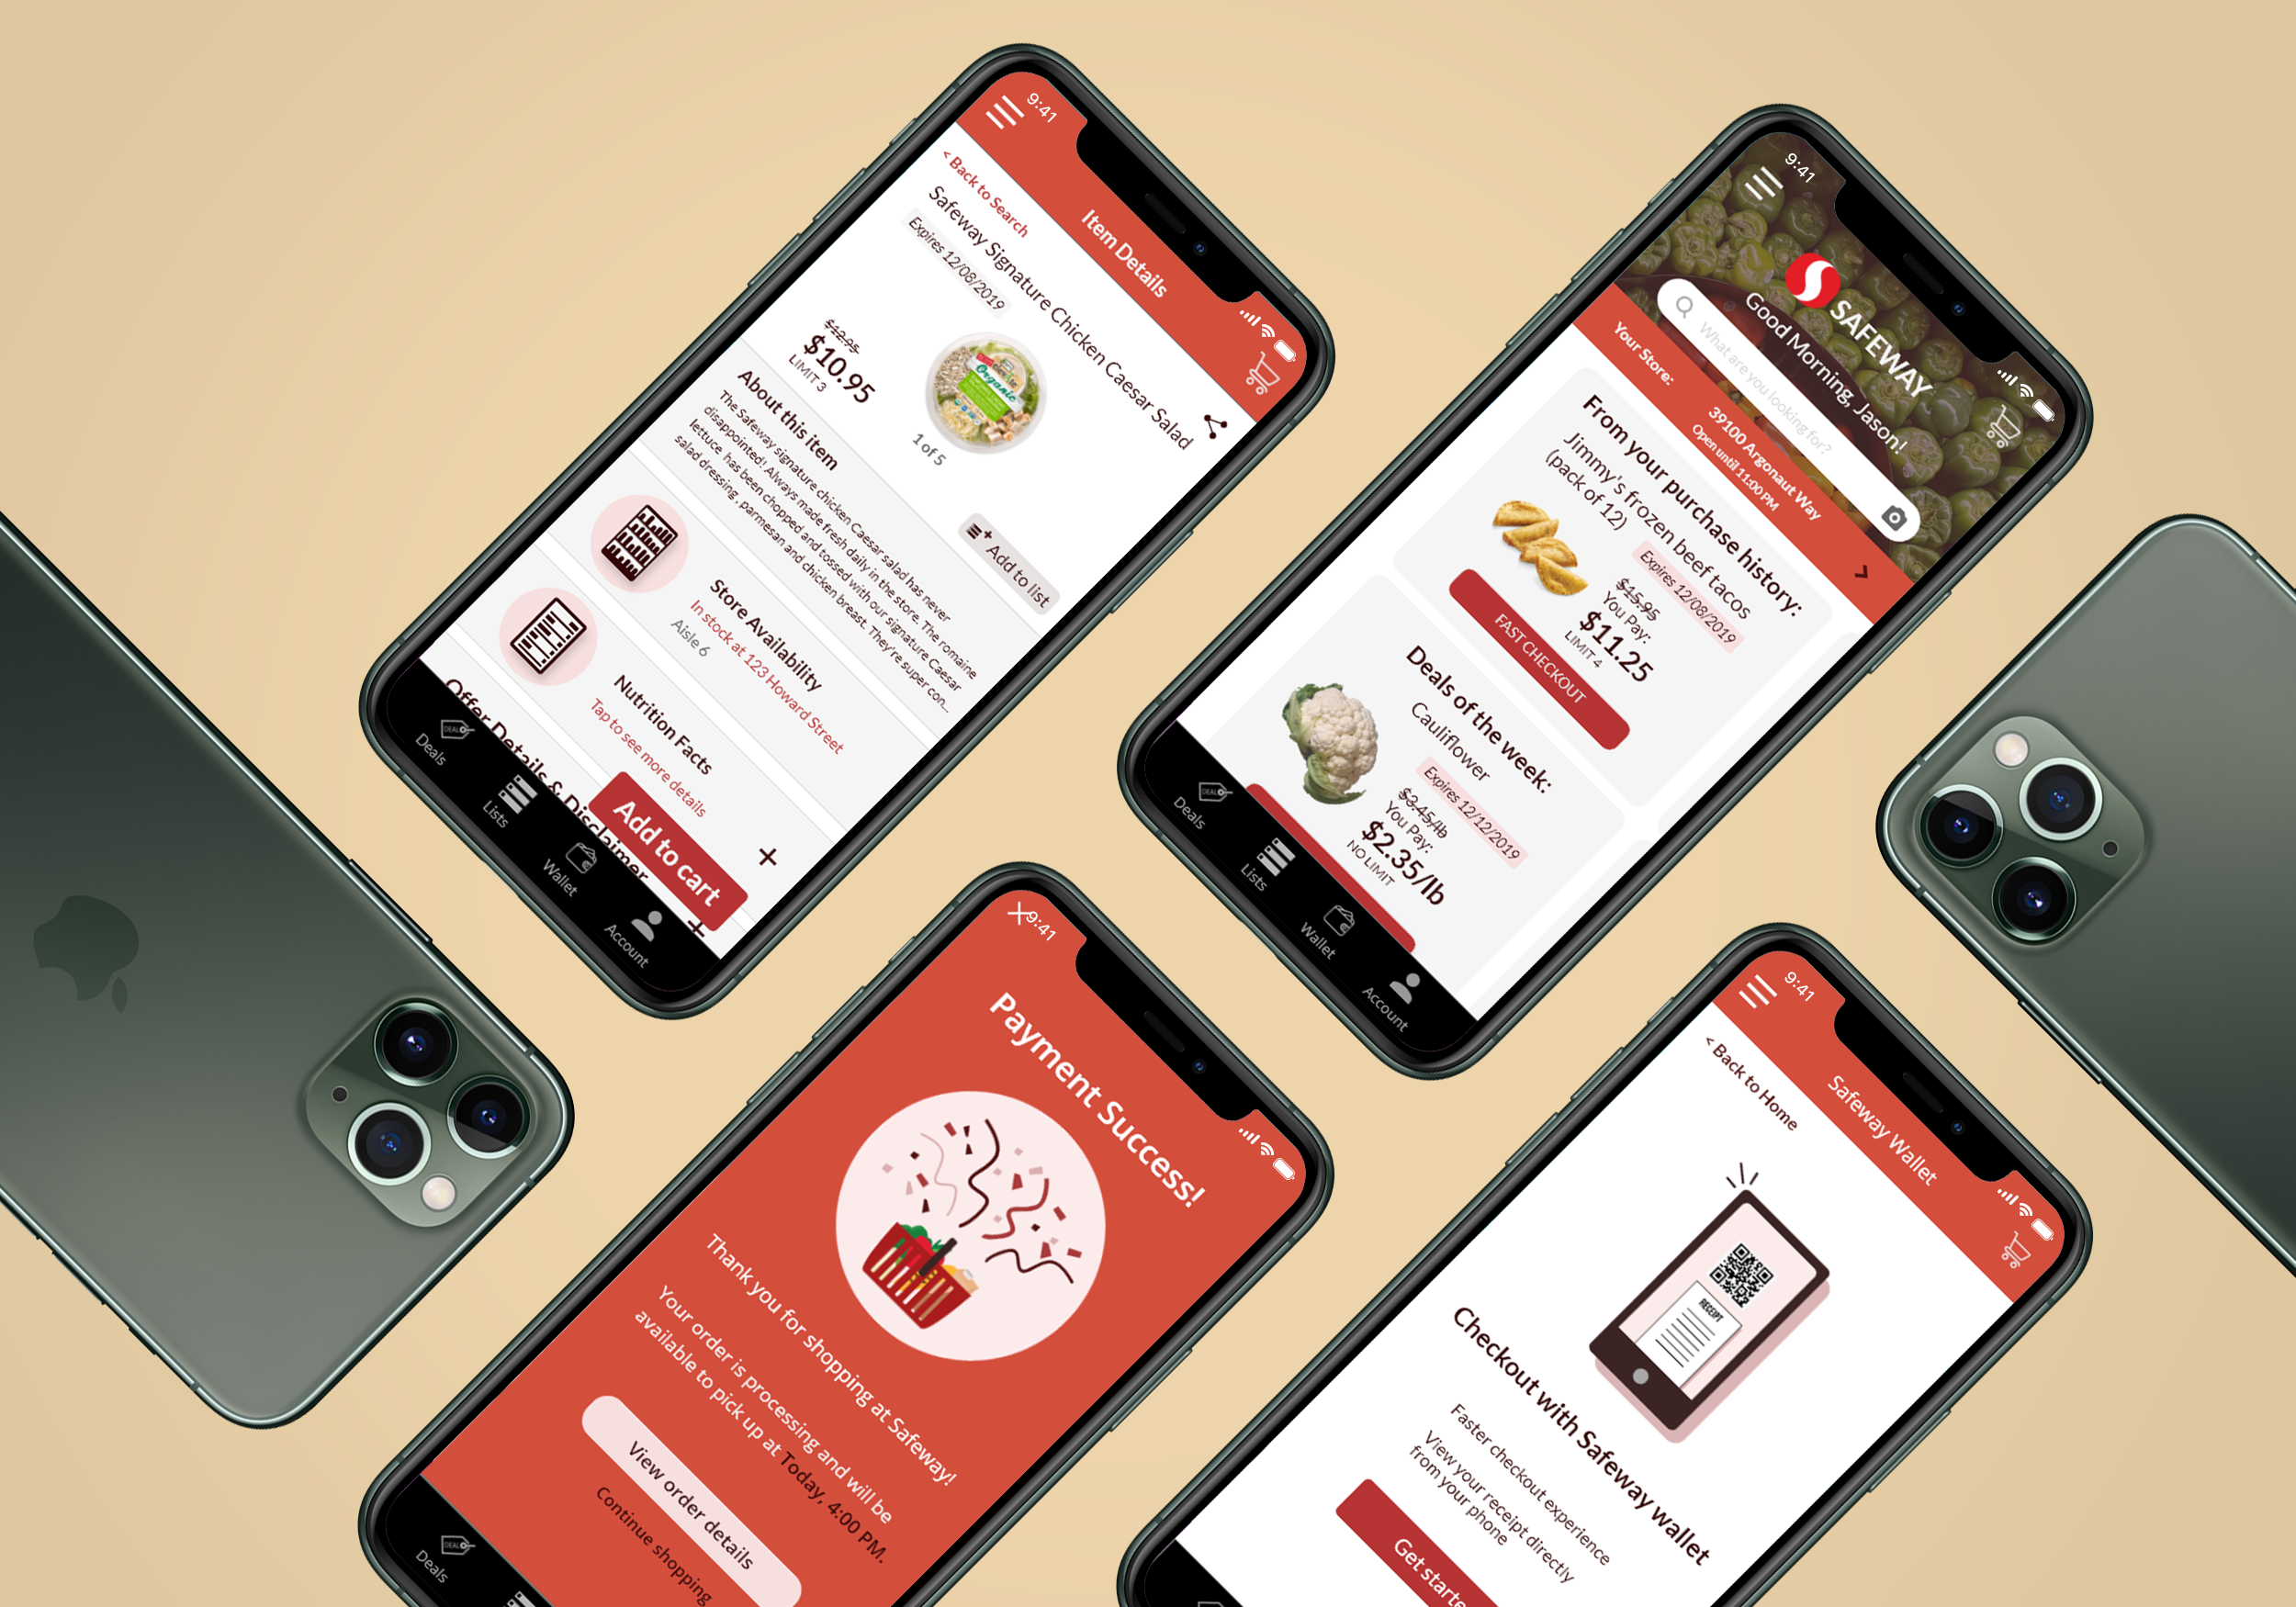 9:41
Item Details
< Back to Search
Safeway Signature Chicken Caesar Salad
Expires 12/08/2019
$12.95
$10.95
LIMIT 3
Organic
1 of 5
Add to list
About this item
The Safeway signature chicken Caesar salad has never
disappointed! Always made fresh daily in the store. The romaine
lettuce has been chopped and tossed with our signature Caesar
salad dressing , parmesan and chicken breast. They're super con...
Store Availability
In stock at 123 Howard Street
Aisle 6
Nutrition Facts
Tap to see more details
Offer Details & Disclaimer
Add to cart
DEAL
Deals
Lists
Wallet
Account
9:41
SAFEWAY
Good Morning, Jason!
What are you looking for?
Your Store:
39100 Argonaut Way
Open until 11:00 PM
From your purchase history:
Jimmy's frozen beef tacos
(pack of 12)
Expires 12/08/2019
$15.95
You Pay:
$11.25
LIMIT 4
FAST CHECKOUT
Deals of the week:
Cauliflower
Expires 12/12/2019
$3.45/lb
You Pay:
$2.35/lb
NO LIMIT
DEAL
Deals
Lists
Wallet
Account
9:41
Payment Success!
Thank you for shopping at Safeway!
Your order is processing and will be
available to pick up at Today, 4:00 PM.
View order details
Continue shopping
DEAL
Deals
9:41
Safeway Wallet
< Back to Home
RECEIPT
Checkout with Safeway wallet
Faster checkout experience
View your receipt directly
from your phone
Get starte